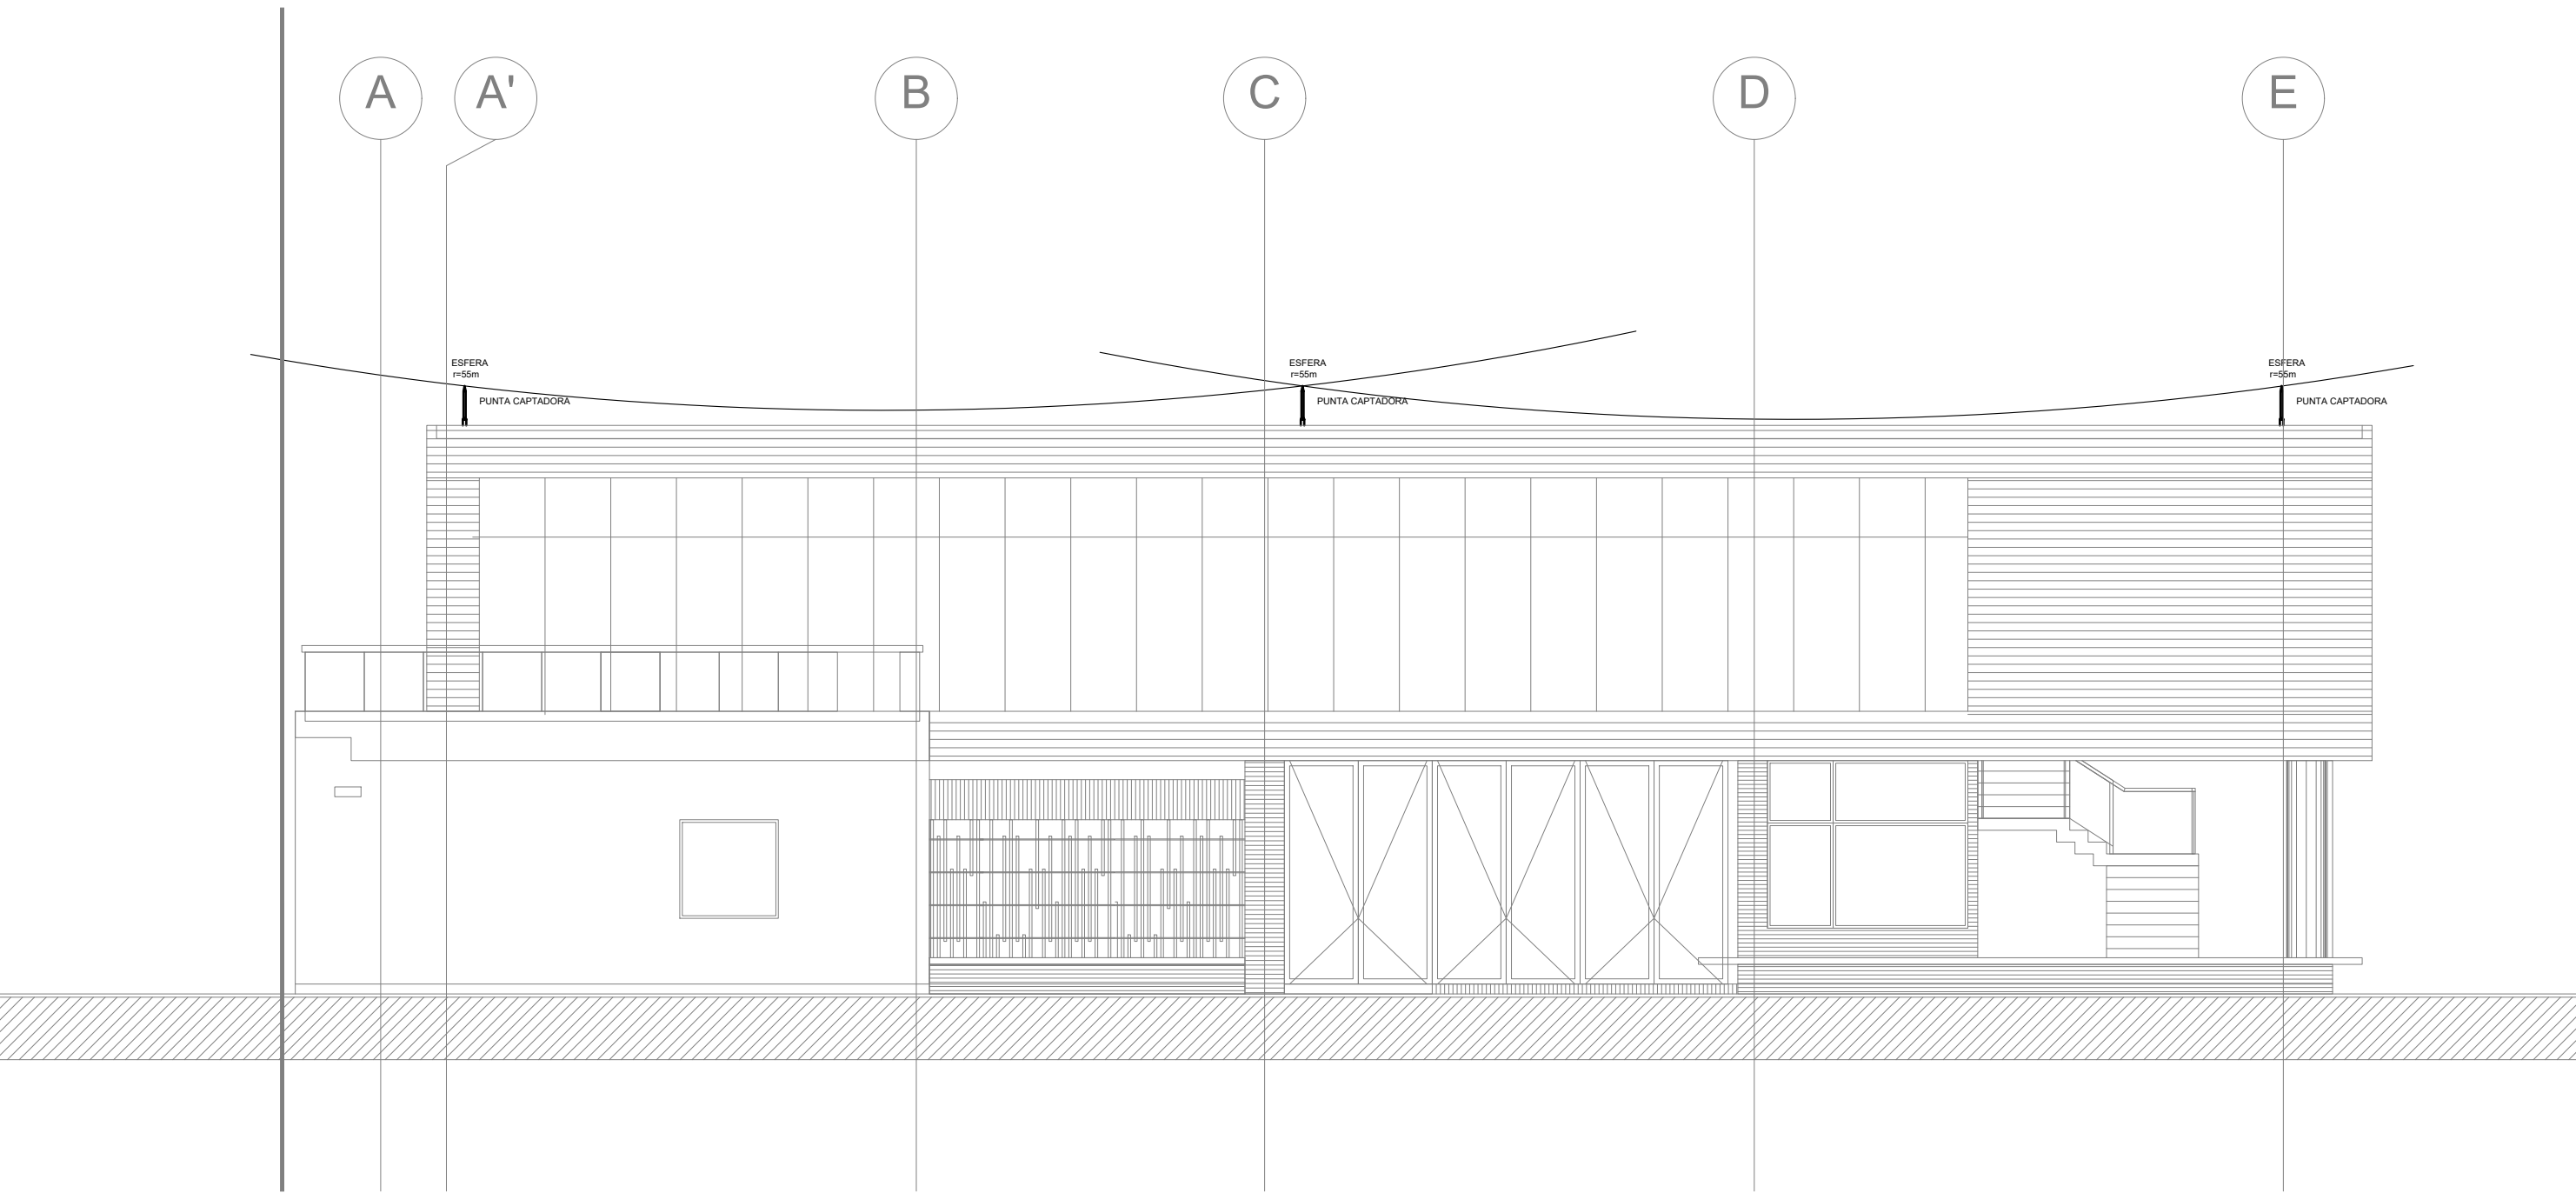 A
A'
B
C
D
E
ESFERA
r=55m
PUNTA CAPTADORA
ESFERA
r=55m
PUNTA CAPTADORA
ESFERA
r=55m
PUNTA CAPTADORA